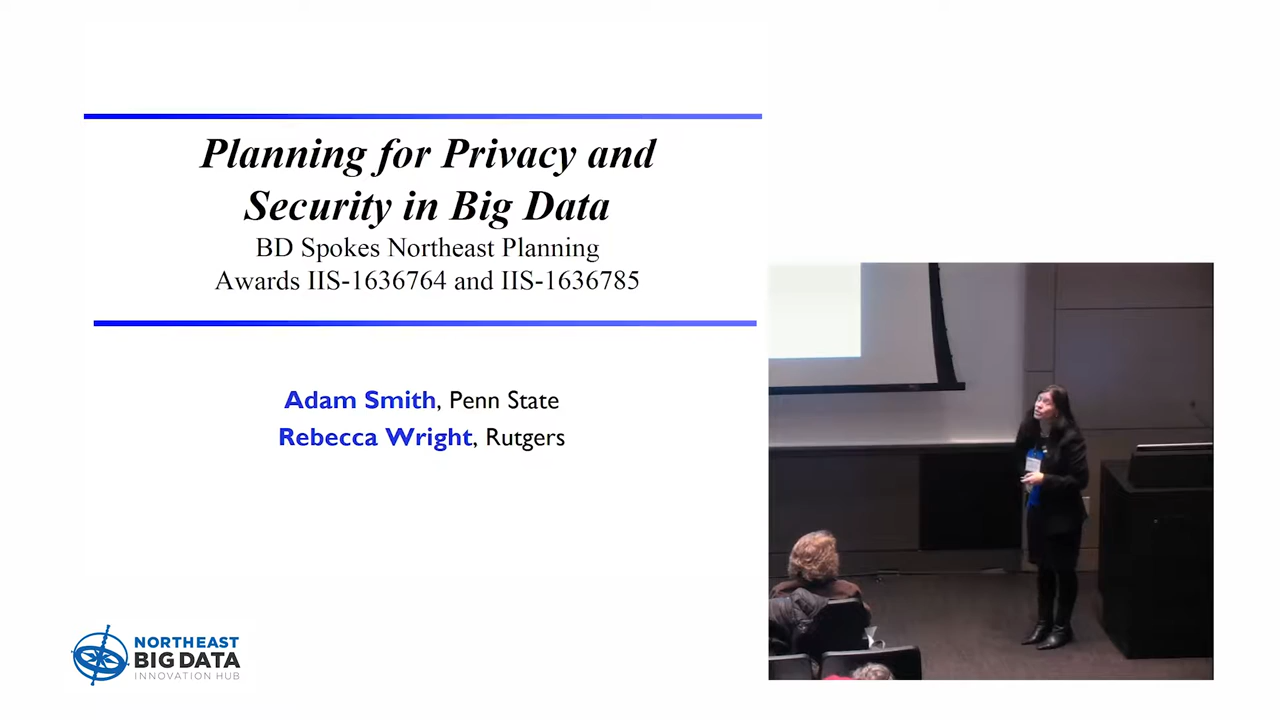 Planning for Privacy and
Security in Big Data
BD Spokes Northeast Planning
Awards IIS-1636764 and IIS-1636785
Adam Smith, Penn State
Rebecca Wright, Rutgers
NORTHEAST
BIG DATA
INNOVATION HUB